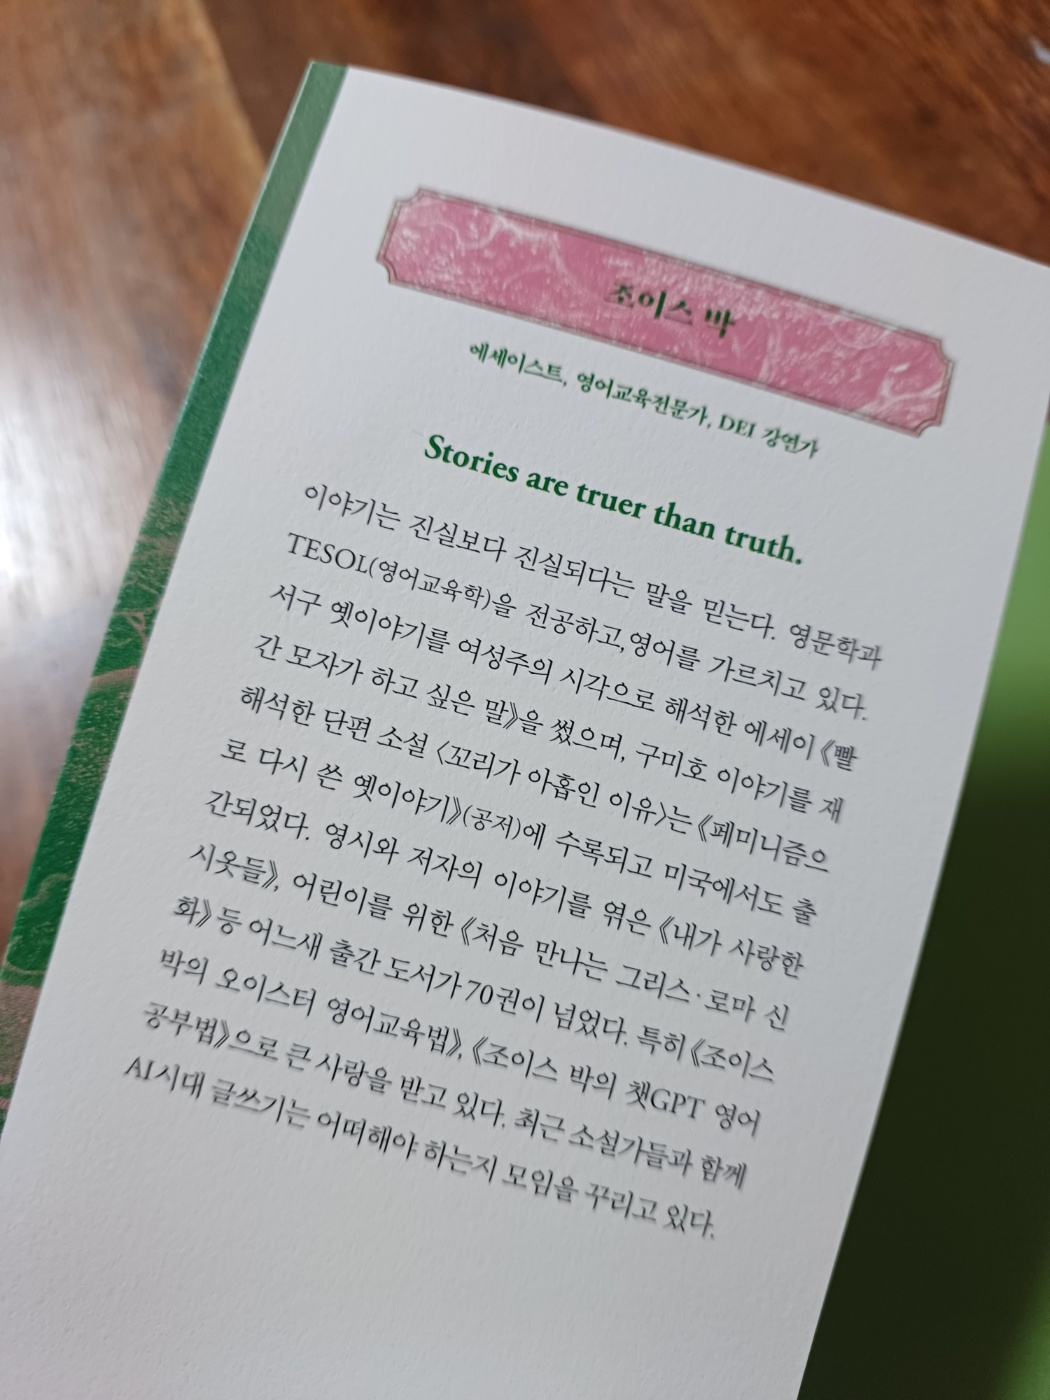 조이스 박
에세이스트, 영어교육전문가, DEI 강연가
Stories are truer than truth.
이야기는 진실보다 진실되다는 말을 믿는다. 영문학과
TESOL(영어교육학)을 전공하고, 영어를 가르치고 있다.
서구 옛이야기를 여성주의 시각으로 해석한 에세이 《빨
간 모자가 하고 싶은 말》을 썼으며, 구미호 이야기를 재
해석한 단편 소설 〈꼬리가 아홉인 이유〉는 《페미니즘으
로 다시 쓴 옛이야기》(공저)에 수록되고 미국에서도 출
간되었다. 영시와 저자의 이야기를 엮은 《내가 사랑한
시옷들》, 어린이를 위한 《처음 만나는 그리스·로마 신
화》 등 어느새 출간 도서가 70권이 넘었다. 특히 《조이스
박의 오이스터 영어교육법》, 《조이스 박의 챗GPT 영어
공부법》으로 큰 사랑을 받고 있다. 최근 소설가들과 함께
AI시대 글쓰기는 어떠해야 하는지 모임을 꾸리고 있다.